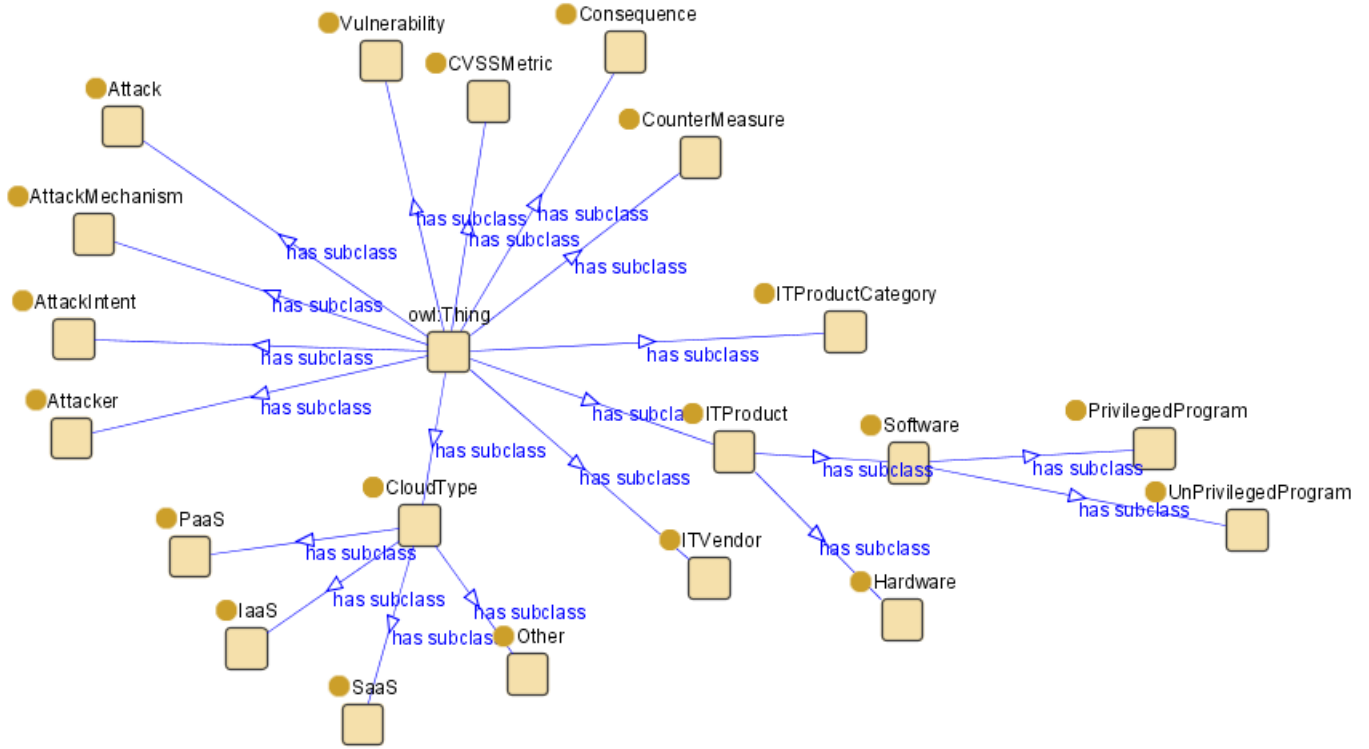 Consequence
Vulnerability
CVSSMetric
Attack
CounterMeasure
AttackMechanism
has subclass
has subclass
has subclass
has subclass
has subclass
AttackIntent
has subclass
ITProductCategory
owl:Thing
has subclass
has subclass
Attacker
has subclass
has subclass
ITProduct
Software
PrivilegedProgram
has subclass
has subclass
has subclass
has subclass
CloudType
UnPrivilegedProgram
has subclass
PaaS
ITVendor
has subclass
has subclass
Hardware
IaaS
has subclass
has subclass
has subclass
Other
SaaS